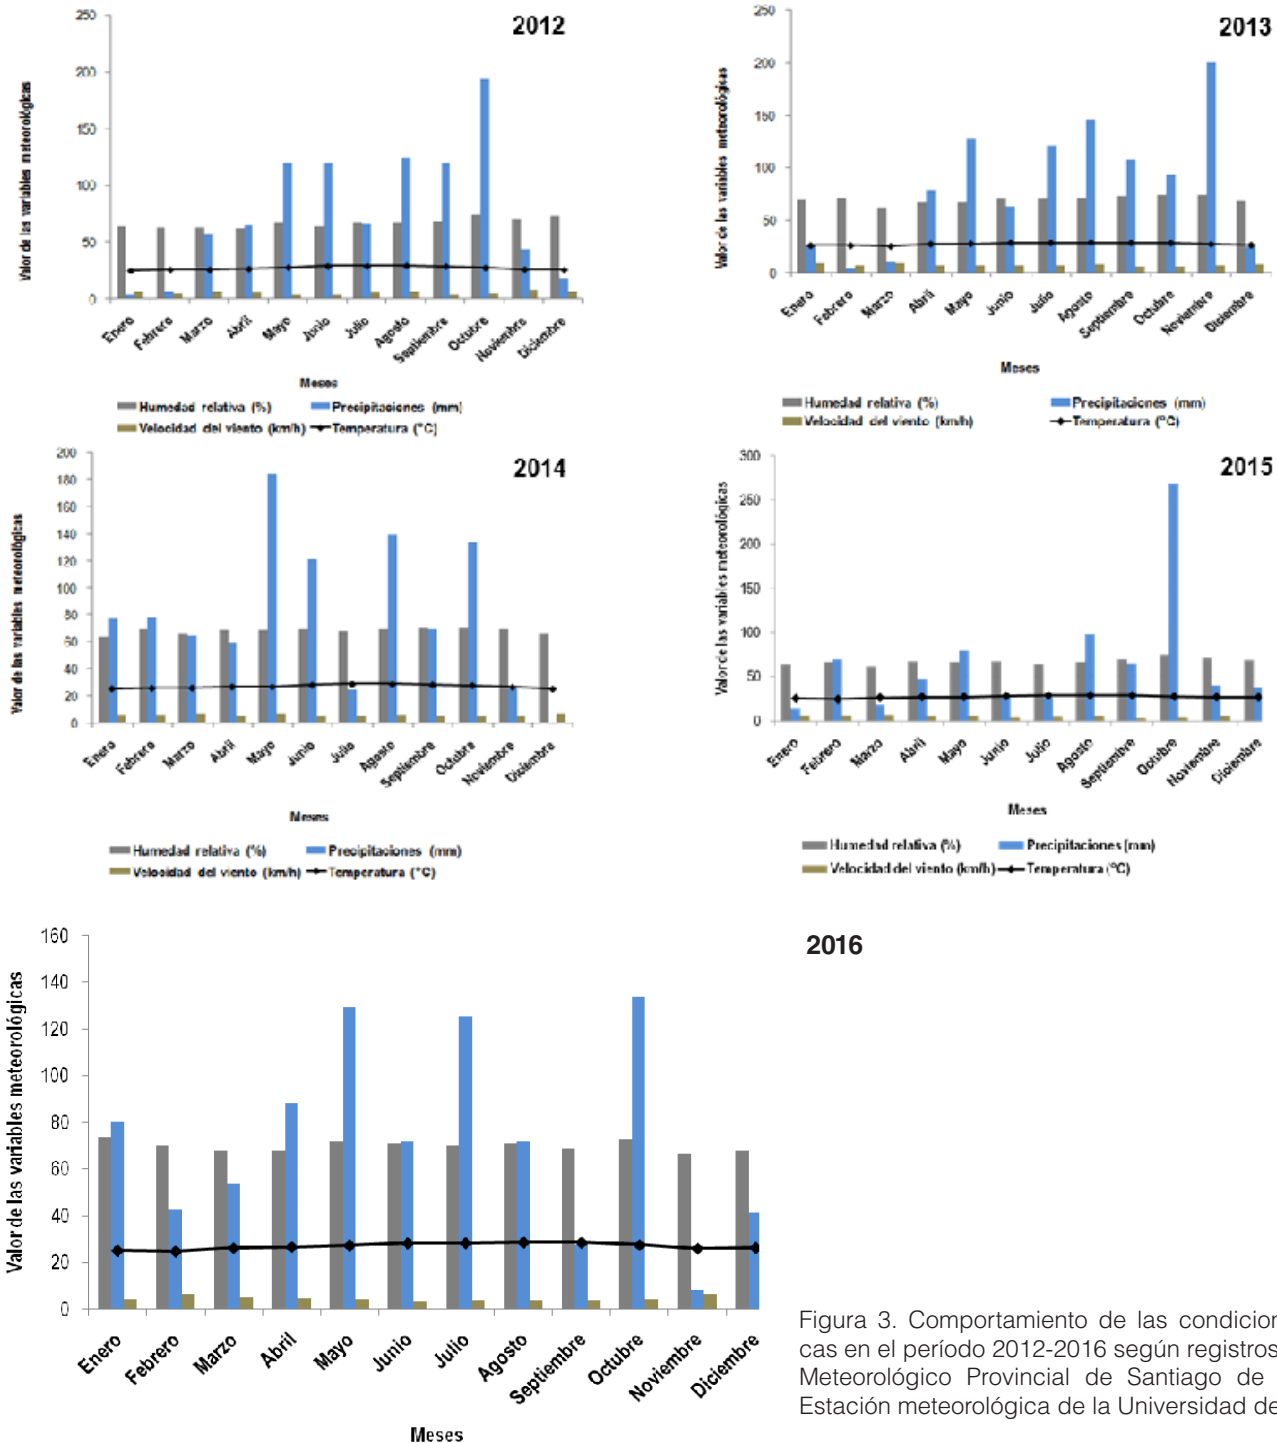 2012
Valor de las variables meteorológicas
250
200
150
100
50
0
Enero Febrero Marzo Abril Mayo Junio Julio Agosto Septiembre Octubre Noviembre Diciembre
Meses
Humedad relativa (%) Precipitaciones (mm)
Velocidad del viento (km/h) Temperatura (°C)
2013
Valor de las variables meteorológicas
250
200
150
100
50
0
Enero Febrero Marzo Abril Mayo Junio Julio Agosto Septiembre Octubre Noviembre Diciembre
Meses
Humedad relativa (%) Precipitaciones (mm)
Velocidad del viento (km/h) Temperatura (°C)
2014
Valor de las variables meteorológicas
200
180
160
140
120
100
80
60
40
20
0
Enero Febrero Marzo Abril Mayo Junio Julio Agosto Septiembre Octubre Noviembre Diciembre
Meses
Humedad relativa (%) Precipitaciones (mm)
Velocidad del viento (km/h) Temperatura (°C)
2015
Valor de las variables meteorológicas
300
250
200
150
100
50
0
Enero Febrero Marzo Abril Mayo Junio Julio Agosto Septiembre Octubre Noviembre Diciembre
Meses
Humedad relativa (%) Precipitaciones (mm)
Velocidad del viento (km/h) Temperatura (°C)
2016
Valor de las variables meteorológicas
160
140
120
100
80
60
40
20
0
Enero Febrero Marzo Abril Mayo Junio Julio Agosto Septiembre Octubre Noviembre Diciembre
Meses
Figura 3. Comportamiento de las condicion
cas en el período 2012-2016 según registros
Meteorológico Provincial de Santiago de
Estación meteorológica de la Universidad de